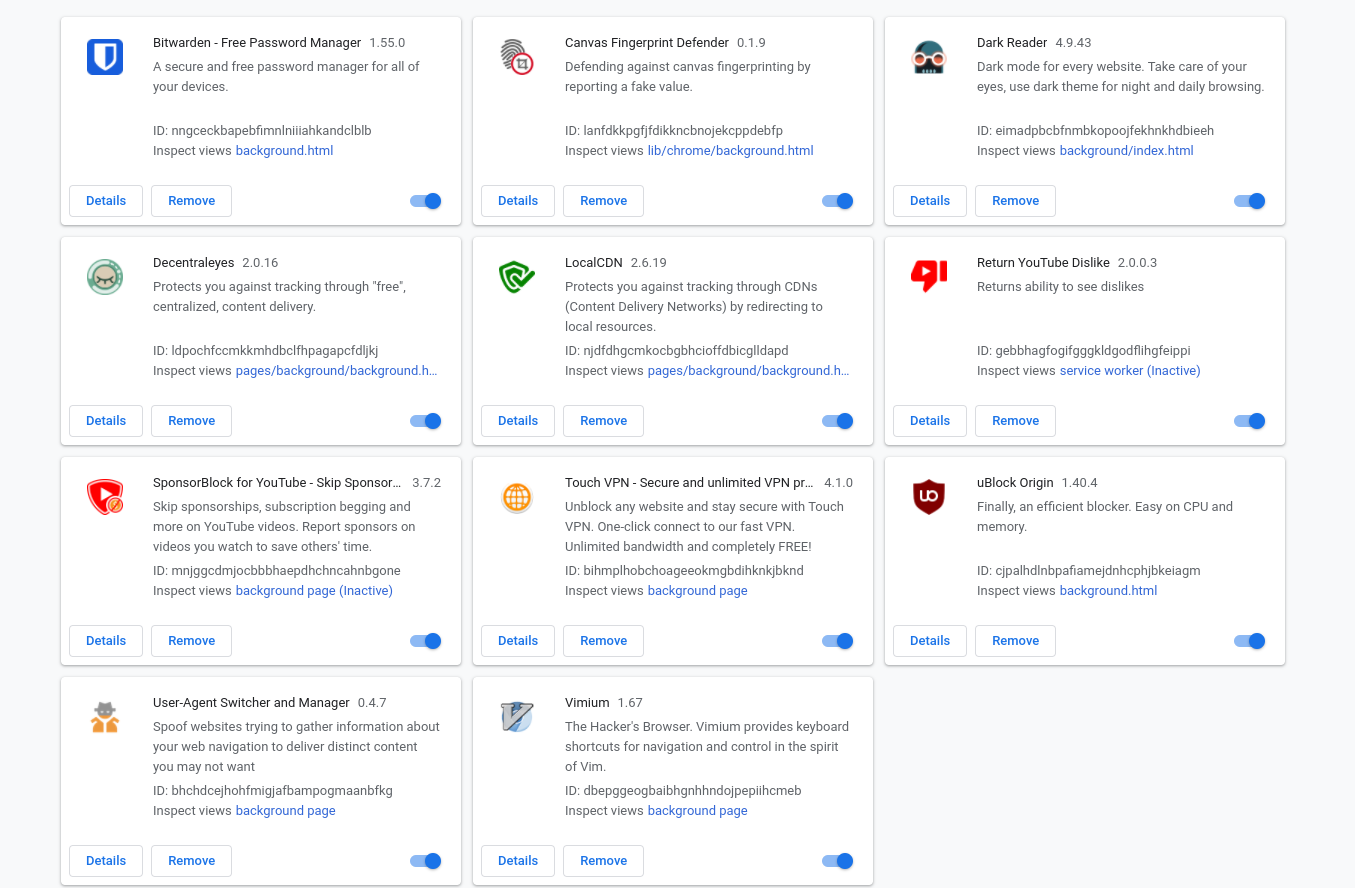 Bitwarden - Free Password Manager 1.55.0
A secure and free password manager for all of
your devices.
ID: nngceckbapebfimnlniiiahkandclblb
Inspect views background.html
Details Remove
Canvas Fingerprint Defender 0.1.9
Defending against canvas fingerprinting by
reporting a fake value.
ID: lanfdkkpgfjfdikkncbnojekcppdebfp
Inspect views lib/chrome/background.html
Details Remove
Dark Reader 4.9.43
Dark mode for every website. Take care of your
eyes, use dark theme for night and daily browsing.
ID: eimadpbcbfnmbkopoojfekhnkhdbieeh
Inspect views background/index.html
Details Remove
Decentraleyes 2.0.16
Protects you against tracking through "free",
centralized, content delivery.
ID: ldpochfccmkkmhdbclfhpagapcfdljkj
Inspect views pages/background/background.h...
Details Remove
LocalCDN 2.6.19
Protects you against tracking through CDNs
(Content Delivery Networks) by redirecting to
local resources.
ID: njdfdhgcmkocbgbhcioffdbicglldapd
Inspect views pages/background/background.h...
Details Remove
Return YouTube Dislike 2.0.0.3
Returns ability to see dislikes
ID: gebbhagfogifgggkldgodflihgfeippi
Inspect views service worker (Inactive)
Details Remove
SponsorBlock for YouTube - Skip Sponsor... 3.7.2
Skip sponsorships, subscription begging and
more on YouTube videos. Report sponsors on
videos you watch to save others' time.
ID: mnjggcdmjocbbbhaepdhchncahnbgone
Inspect views background page (Inactive)
Details Remove
Touch VPN - Secure and unlimited VPN pr... 4.1.0
Unblock any website and stay secure with Touch
VPN. One-click connect to our fast VPN.
Unlimited bandwidth and completely FREE!
ID: bihmplhobchoageeokmgbdihknkjbknd
Inspect views background page
Details Remove
uBlock Origin 1.40.4
Finally, an efficient blocker. Easy on CPU and
memory.
ID: cjpalhdlnbpafiamejdnhcphjbkeiagm
Inspect views background.html
Details Remove
User-Agent Switcher and Manager 0.4.7
Spoof websites trying to gather information about
your web navigation to deliver distinct content
you may not want
ID: bhchdcejhohfmigjafbampogmaanbfkg
Inspect views background page
Details Remove
Vimium 1.67
The Hacker's Browser. Vimium provides keyboard
shortcuts for navigation and control in the spirit
of Vim.
ID: dbepggeogbaibhgnhhndojpepiihcmeb
Inspect views background page
Details Remove